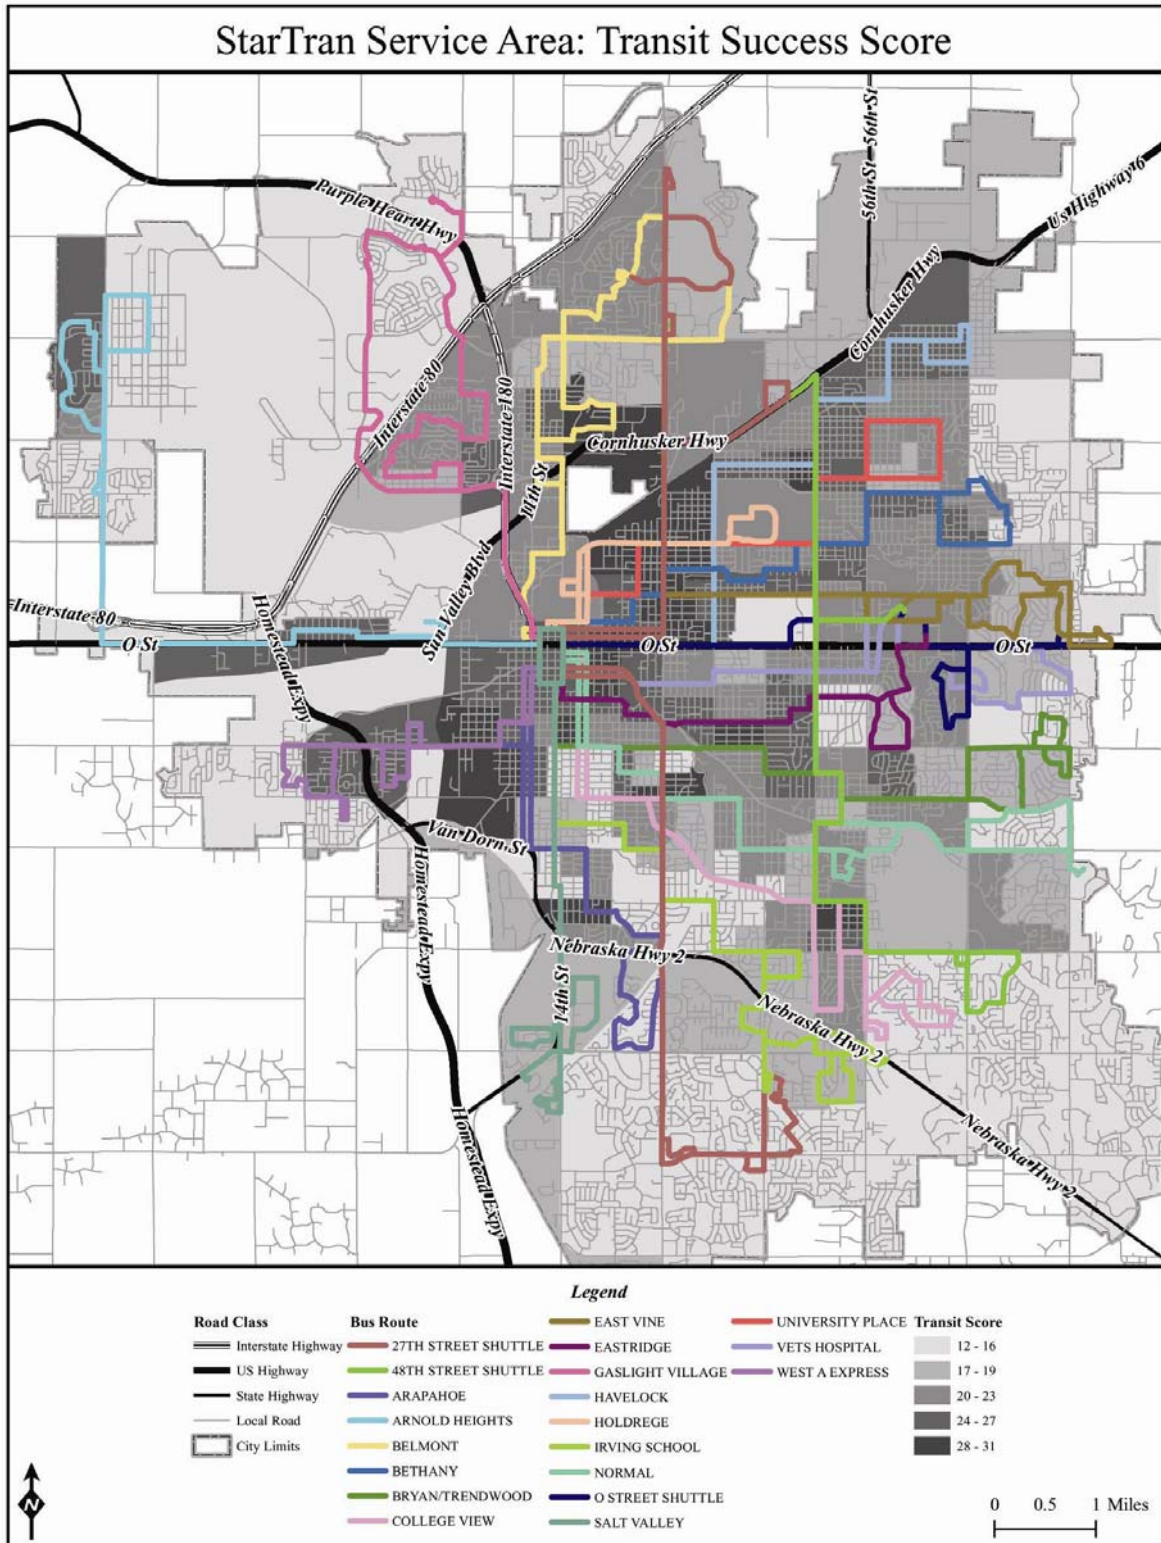 StarTran Service Area: Transit Success Score
56th St
56th St
US Highway 6
Purple Heart Hwy
Cornhusker Hwy
Interstate 80
Interstate 180
Cornhusker Hwy
11th St
Sun Valley Blvd
Interstate 80
Homestead Expy
O St
O St
O St
Van Dorn St
Homestead Expy
Nebraska Hwy 2
14th St
Nebraska Hwy 2
Homestead Expy
Nebraska Hwy 2
Legend
Road Class
Interstate Highway
US Highway
State Highway
Local Road
City Limits
Bus Route
27TH STREET SHUTTLE
48TH STREET SHUTTLE
ARAPAHOE
ARNOLD HEIGHTS
BELMONT
BETHANY
BRYAN/TRENDWOOD
COLLEGE VIEW
EAST VINE
EASTRIDGE
GASLIGHT VILLAGE
HAVELOCK
HOLDREGE
IRVING SCHOOL
NORMAL
O STREET SHUTTLE
SALT VALLEY
UNIVERSITY PLACE
VETS HOSPITAL
WEST A EXPRESS
Transit Score
12 - 16
17 - 19
20 - 23
24 - 27
28 - 31
N
0 0.5 1 Miles